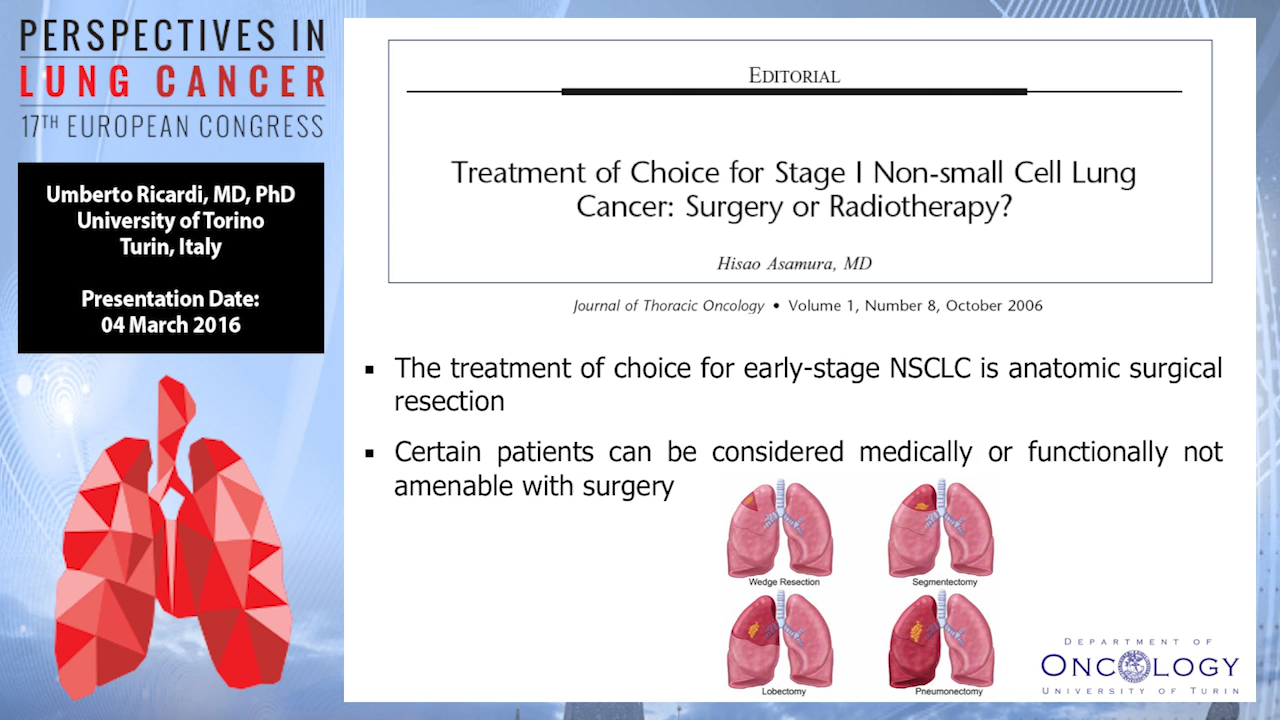 PERSPECTIVES IN
LUNG CANCER
17TH EUROPEAN CONGRESS
Umberto Ricardi, MD, PhD
University of Torino
Turin, Italy
Presentation Date:
04 March 2016
EDITORIAL
Treatment of Choice for Stage I Non-small Cell Lung
Cancer: Surgery or Radiotherapy?
Hisao Asamura, MD
Journal of Thoracic Oncology • Volume 1, Number 8, October 2006
▪ The treatment of choice for early-stage NSCLC is anatomic surgical
resection
▪ Certain patients can be considered medically or functionally not
amenable with surgery
Wedge Resection
Segmentectomy
Lobectomy
Pneumonectomy
DEPARTMENT OF
ONCOLOGY
UNIVERSITY OF TURIN